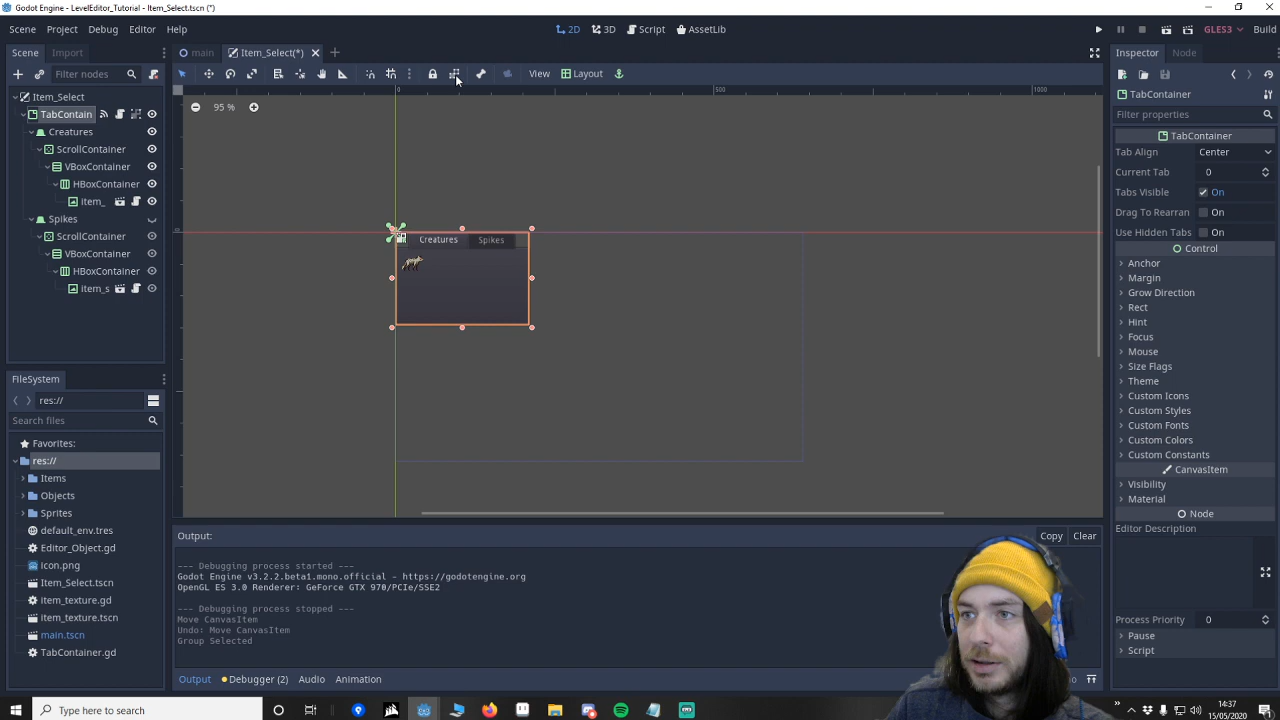 Godot Engine - LevelEditor_Tutorial - Item_Select.tscn (*)
Scene Project Debug Editor Help
2D 3D Script AssetLib
GLES3 Build
Scene Import
main Item_Select(*)
Inspector Node
Filter nodes
View Layout
95 %
0 500 1000
Item_Select
TabContain
Creatures
ScrollContainer
VBoxContainer
HBoxContainer
item_
Spikes
ScrollContainer
VBoxContainer
HBoxContainer
item_s
Creatures Spikes
TabContainer
Filter properties
TabContainer
Tab Align Center
Current Tab 0
Tabs Visible On
Drag To Rearran On
Use Hidden Tabs On
Control
Anchor
Margin
Grow Direction
Rect
Hint
Focus
Mouse
Size Flags
Theme
Custom Icons
Custom Styles
Custom Fonts
Custom Colors
Custom Constants
CanvasItem
Visibility
Material
Node
Editor Description
Process Priority 0
Pause
Script
FileSystem
res://
Search files
Favorites:
res://
Items
Objects
Sprites
default_env.tres
Editor_Object.gd
icon.png
Item_Select.tscn
item_texture.gd
item_texture.tscn
main.tscn
TabContainer.gd
Output:
Copy Clear
--- Debugging process started ---
Godot Engine v3.2.2.beta1.mono.official - https://godotengine.org
OpenGL ES 3.0 Renderer: GeForce GTX 970/PCIe/SSE2
--- Debugging process stopped ---
Move CanvasItem
Undo: Move CanvasItem
Group Selected
Output Debugger (2) Audio Animation
Type here to search
14:37
15/05/2020